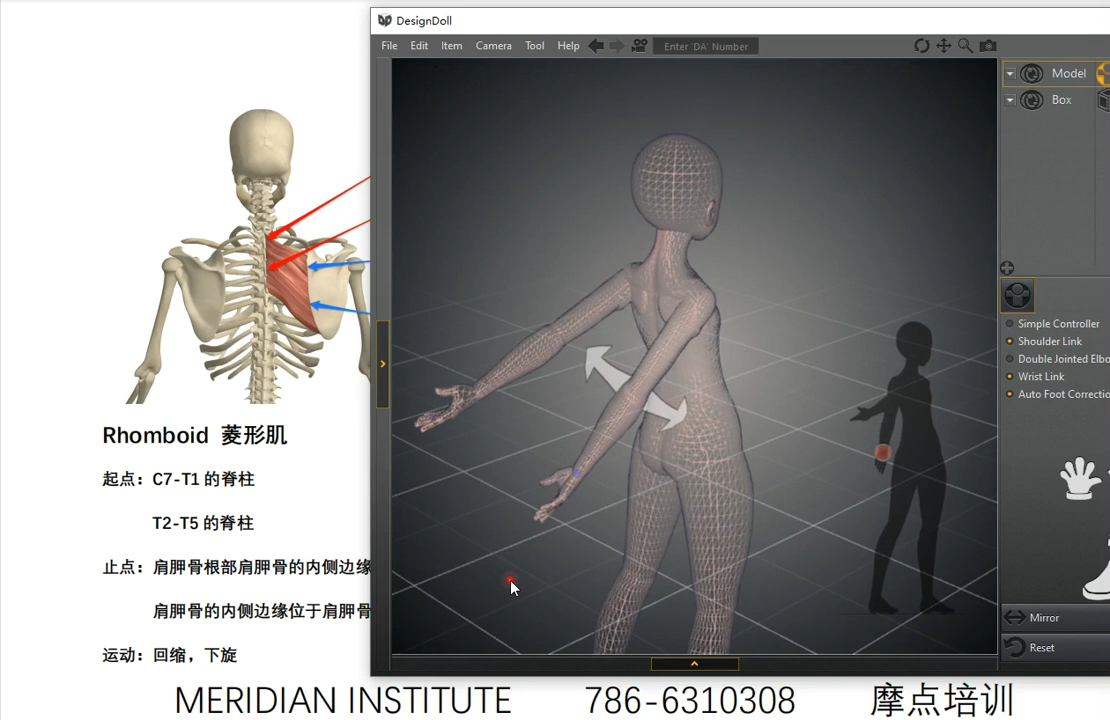 DesignDoll
File Edit Item Camera Tool Help Enter 'DA' Number
Model
Box
Simple Controller
Shoulder Link
Double Jointed Elbo
Wrist Link
Auto Foot Correctio
Mirror
Reset
Rhomboid 菱形肌
起点：C7-T1 的脊柱
T2-T5 的脊柱
止点：肩胛骨根部肩胛骨的内侧边缘
肩胛骨的内侧边缘位于肩胛骨
运动：回缩，下旋
MERIDIAN INSTITUTE 786-6310308 摩点培训